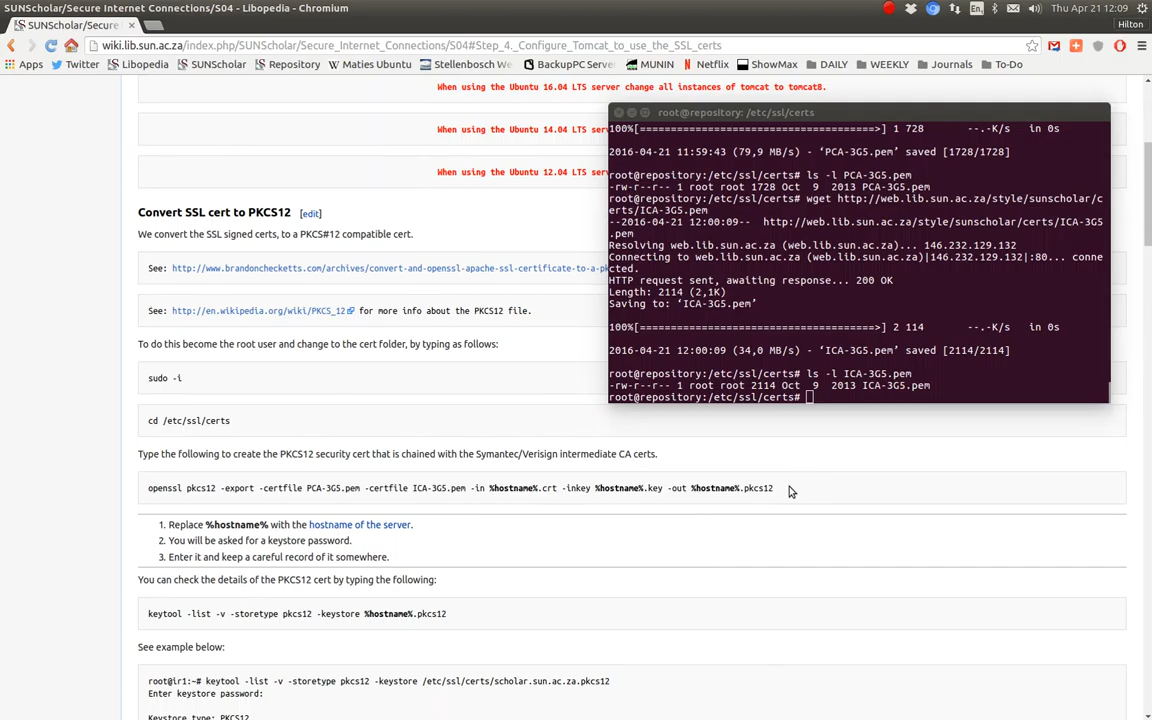 SUNScholar/Secure Internet Connections/S04 - Libopedia - Chromium
En
Thu Apr 21 12:09
SUNScholar/Secure
Hilton
wiki.lib.sun.ac.za/index.php/SUNScholar/Secure_Internet_Connections/S04#Step_4._Configure_Tomcat_to_use_the_SSL_certs
Apps Twitter Libopedia SUNScholar Repository Maties Ubuntu Stellenbosch We BackupPC Serve MUNIN Netflix ShowMax DAILY WEEKLY Journals To-Do
When using the Ubuntu 16.04 LTS server change all instances of tomcat to tomcat8.
When using the Ubuntu 14.04 LTS serv
When using the Ubuntu 12.04 LTS serv
Convert SSL cert to PKCS12 [edit]
We convert the SSL signed certs, to a PKCS#12 compatible cert.
See: http://www.brandonchecketts.com/archives/convert-and-openssl-apache-ssl-certificate-to-a-pk
See: http://en.wikipedia.org/wiki/PKCS_12 for more info about the PKCS12 file.
To do this become the root user and change to the cert folder, by typing as follows:
sudo -i
cd /etc/ssl/certs
Type the following to create the PKCS12 security cert that is chained with the Symantec/Verisign intermediate CA certs.
openssl pkcs12 -export -certfile PCA-3G5.pem -certfile ICA-3G5.pem -in %hostname%.crt -inkey %hostname%.key -out %hostname%.pkcs12
1. Replace %hostname% with the hostname of the server.
2. You will be asked for a keystore password.
3. Enter it and keep a careful record of it somewhere.
You can check the details of the PKCS12 cert by typing the following:
keytool -list -v -storetype pkcs12 -keystore %hostname%.pkcs12
See example below:
root@ir1:~# keytool -list -v -storetype pkcs12 -keystore /etc/ssl/certs/scholar.sun.ac.za.pkcs12
Enter keystore password:
Keystore type: PKCS12
root@repository: /etc/ssl/certs
100%[======================================>] 1 728 --.-K/s in 0s
2016-04-21 11:59:43 (79,9 MB/s) - ‘PCA-3G5.pem’ saved [1728/1728]
root@repository:/etc/ssl/certs# ls -l PCA-3G5.pem
-rw-r--r-- 1 root root 1728 Oct  9  2013 PCA-3G5.pem
root@repository:/etc/ssl/certs# wget http://web.lib.sun.ac.za/style/sunscholar/c
erts/ICA-3G5.pem
--2016-04-21 12:00:09-- http://web.lib.sun.ac.za/style/sunscholar/certs/ICA-3G5
.pem
Resolving web.lib.sun.ac.za (web.lib.sun.ac.za)... 146.232.129.132
Connecting to web.lib.sun.ac.za (web.lib.sun.ac.za)|146.232.129.132|:80... conne
cted.
HTTP request sent, awaiting response... 200 OK
Length: 2114 (2,1K)
Saving to: ‘ICA-3G5.pem’
100%[======================================>] 2 114 --.-K/s in 0s
2016-04-21 12:00:09 (34,0 MB/s) - ‘ICA-3G5.pem’ saved [2114/2114]
root@repository:/etc/ssl/certs# ls -l ICA-3G5.pem
-rw-r--r-- 1 root root 2114 Oct  9  2013 ICA-3G5.pem
root@repository:/etc/ssl/certs#